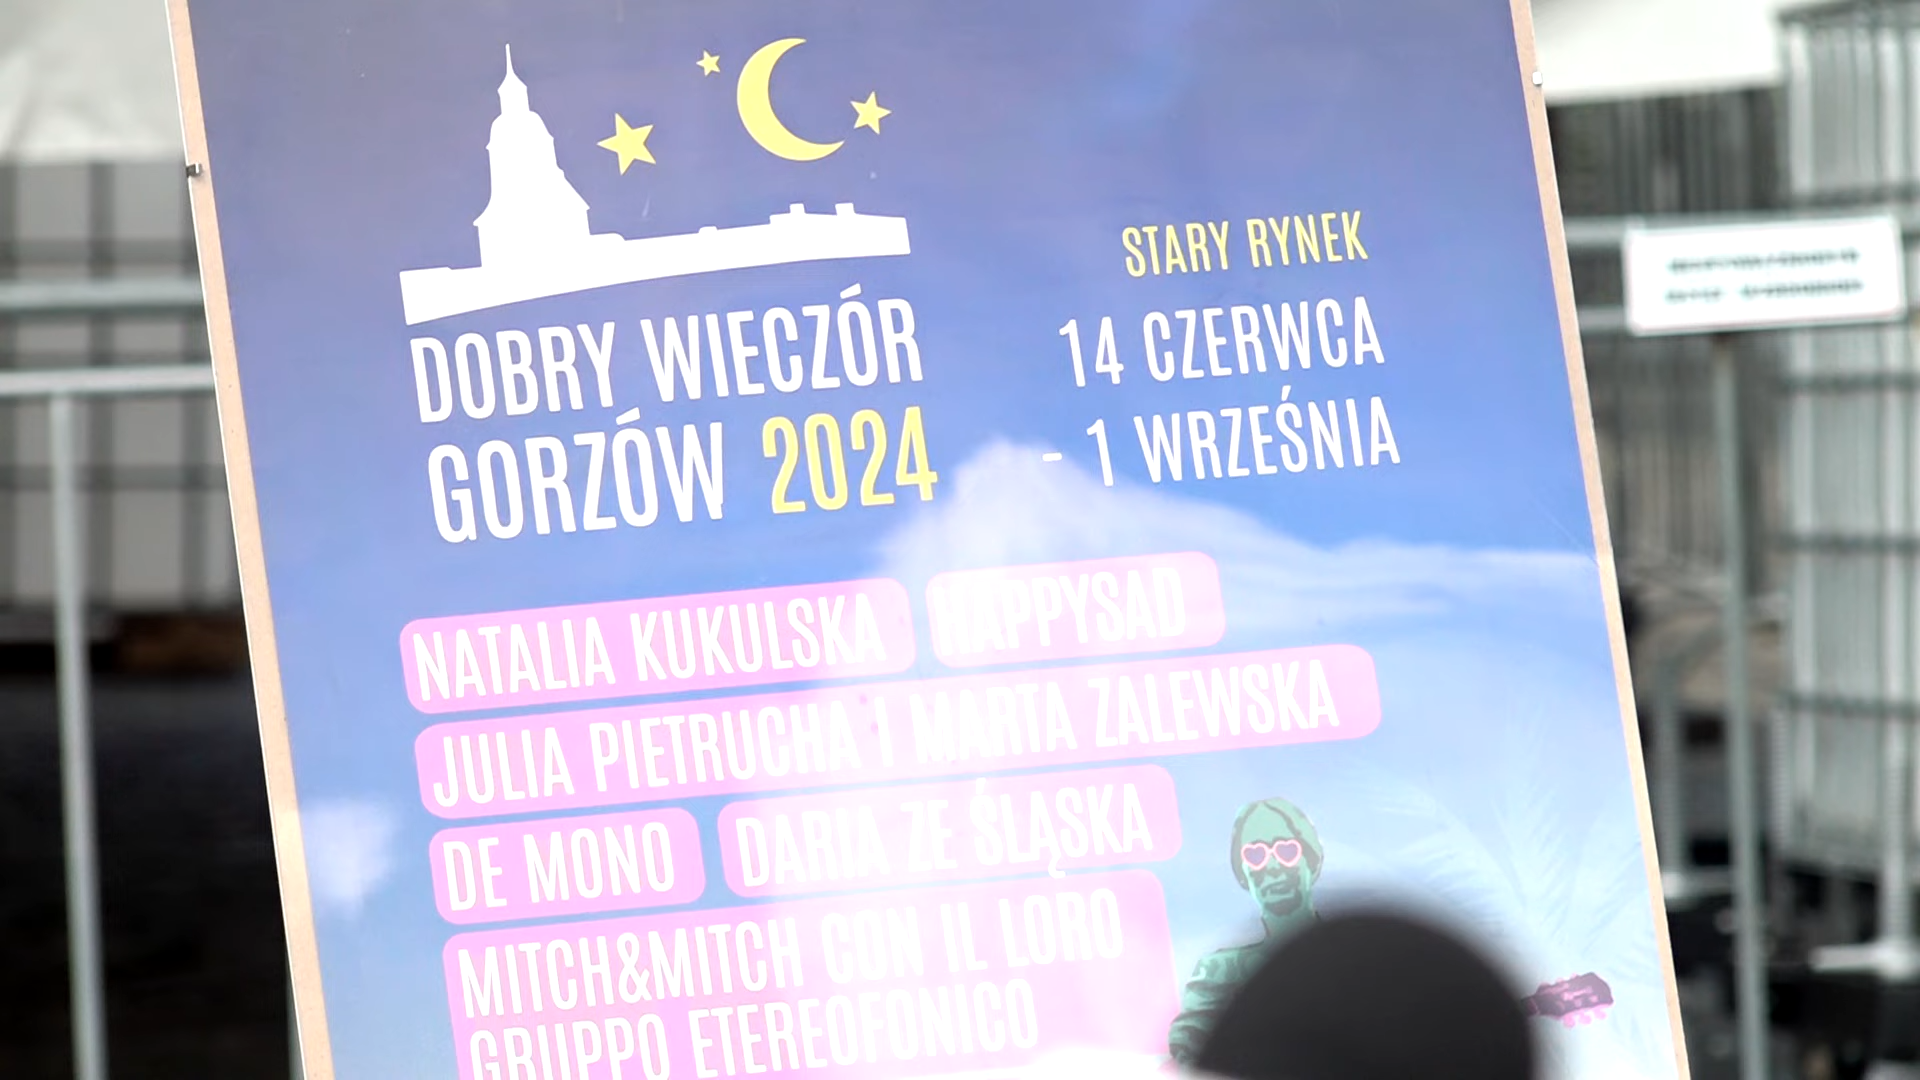 DOBRY WIECZÓR
GORZÓW 2024
STARY RYNEK
14 CZERWCA
- 1 WRZEŚNIA
NATALIA KUKULSKA HAPPYSAD
JULIA PIETRUCHA I MARTA ZALEWSKA
DE MONO DARIA ZE ŚLĄSKA
MITCH&MITCH CON IL LORO
GRUPPO ETEREOFONICO